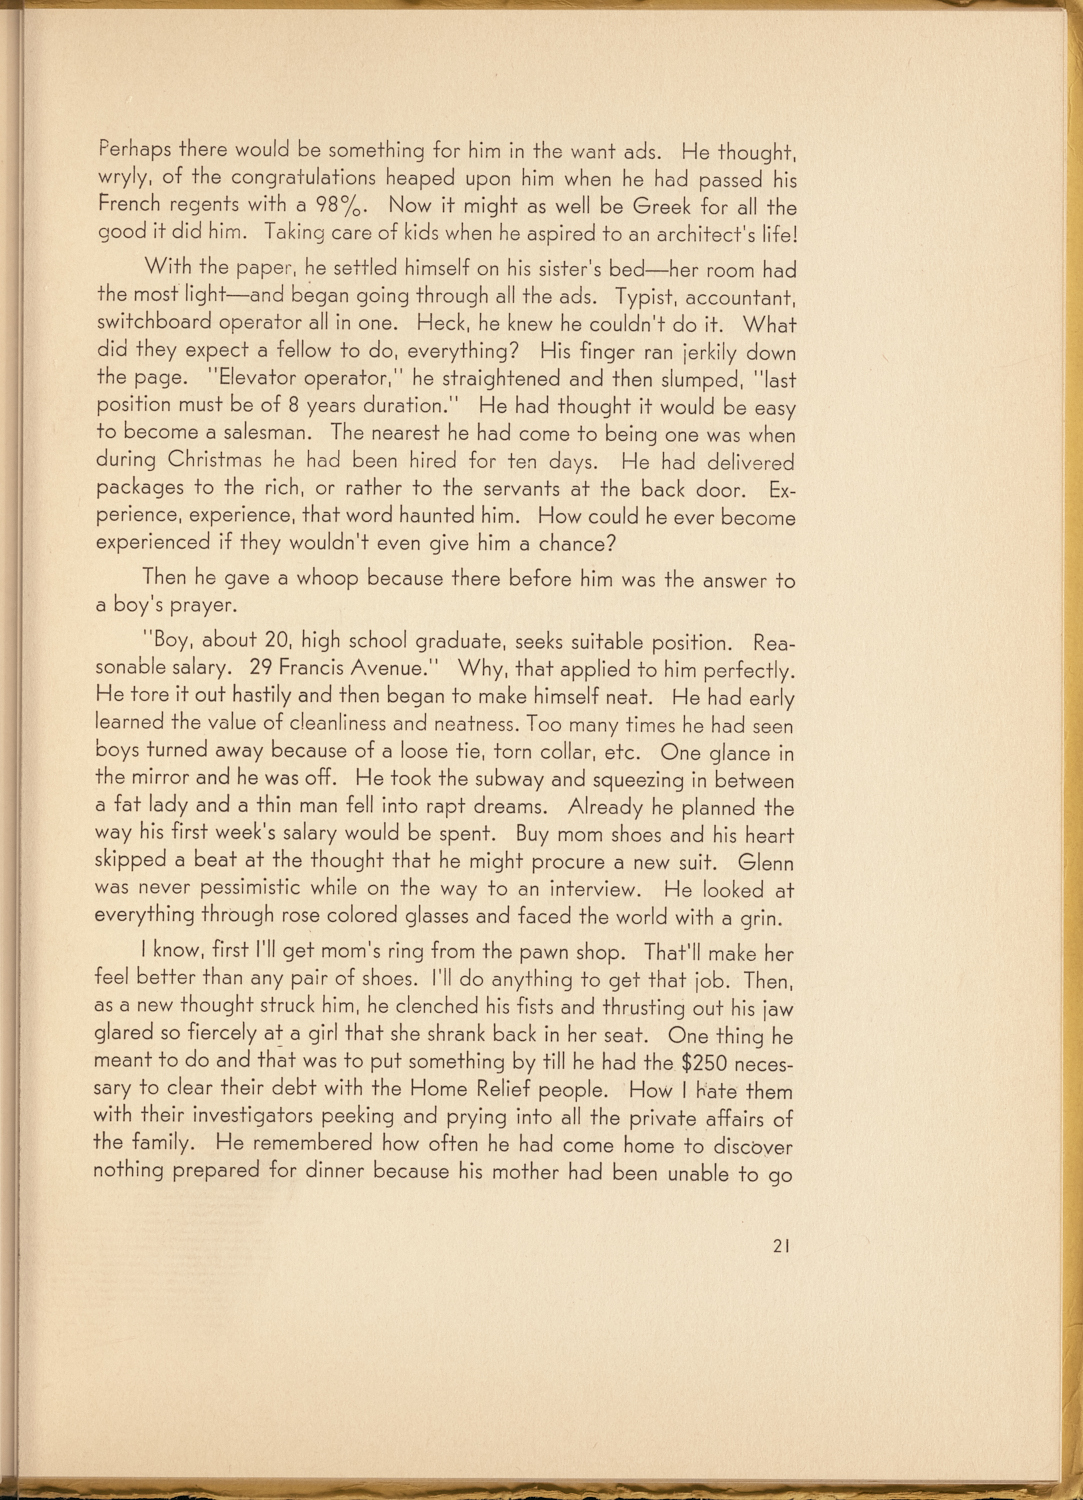 Perhaps there would be something for him in the want ads. He thought,
wryly, of the congratulations heaped upon him when he had passed his
French regents with a 98%. Now it might as well be Greek for all the
good it did him. Taking care of kids when he aspired to an architect's life!
With the paper, he settled himself on his sister's bed—her room had
the most light—and began going through all the ads. Typist, accountant,
switchboard operator all in one. Heck, he knew he couldn't do it. What
did they expect a fellow to do, everything? His finger ran jerkily down
the page. "Elevator operator," he straightened and then slumped, "last
position must be of 8 years duration." He had thought it would be easy
to become a salesman. The nearest he had come to being one was when
during Christmas he had been hired for ten days. He had delivered
packages to the rich, or rather to the servants at the back door. Ex-
perience, experience, that word haunted him. How could he ever become
experienced if they wouldn't even give him a chance?
Then he gave a whoop because there before him was the answer to
a boy's prayer.
"Boy, about 20, high school graduate, seeks suitable position. Rea-
sonable salary. 29 Francis Avenue." Why, that applied to him perfectly.
He tore it out hastily and then began to make himself neat. He had early
learned the value of cleanliness and neatness. Too many times he had seen
boys turned away because of a loose tie, torn collar, etc. One glance in
the mirror and he was off. He took the subway and squeezing in between
a fat lady and a thin man fell into rapt dreams. Already he planned the
way his first week's salary would be spent. Buy mom shoes and his heart
skipped a beat at the thought that he might procure a new suit. Glenn
was never pessimistic while on the way to an interview. He looked at
everything through rose colored glasses and faced the world with a grin.
I know, first I'll get mom's ring from the pawn shop. That'll make her
feel better than any pair of shoes. I'll do anything to get that job. Then,
as a new thought struck him, he clenched his fists and thrusting out his jaw
glared so fiercely at a girl that she shrank back in her seat. One thing he
meant to do and that was to put something by till he had the $250 neces-
sary to clear their debt with the Home Relief people. How I hate them
with their investigators peeking and prying into all the private affairs of
the family. He remembered how often he had come home to discover
nothing prepared for dinner because his mother had been unable to go
21